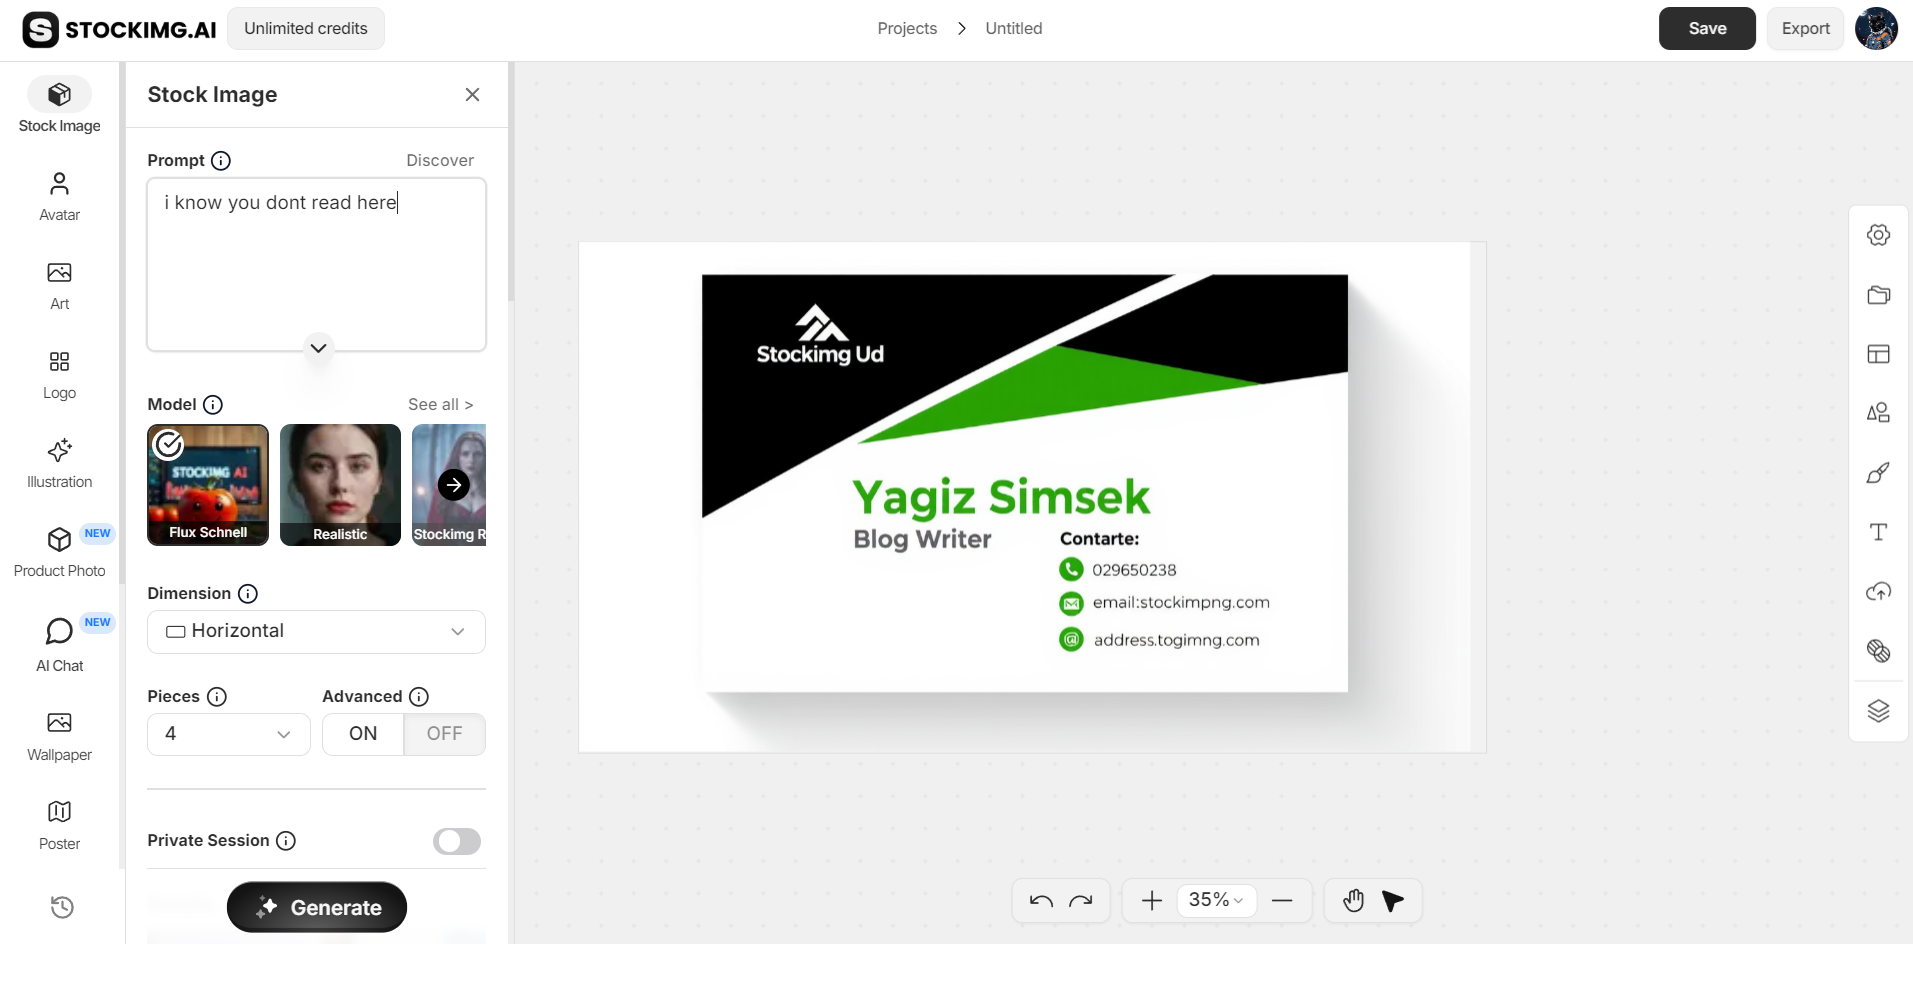 STOCKIMG.AI
Unlimited credits
Projects > Untitled
Save
Export
Stock Image
Avatar
Art
Logo
Illustration
NEW
Product Photo
NEW
AI Chat
Wallpaper
Poster
Stock Image
Prompt
Discover
i know you dont read here
Model
See all >
STOCKIMG AI
Flux Schnell
Realistic
Stockimg R
Dimension
Horizontal
Pieces
Advanced
4
ON
OFF
Private Session
Generate
Stockimg Ud
Yagiz Simsek
Blog Writer
Contarte:
029650238
email:stockimpng.com
address.togimng.com
35%